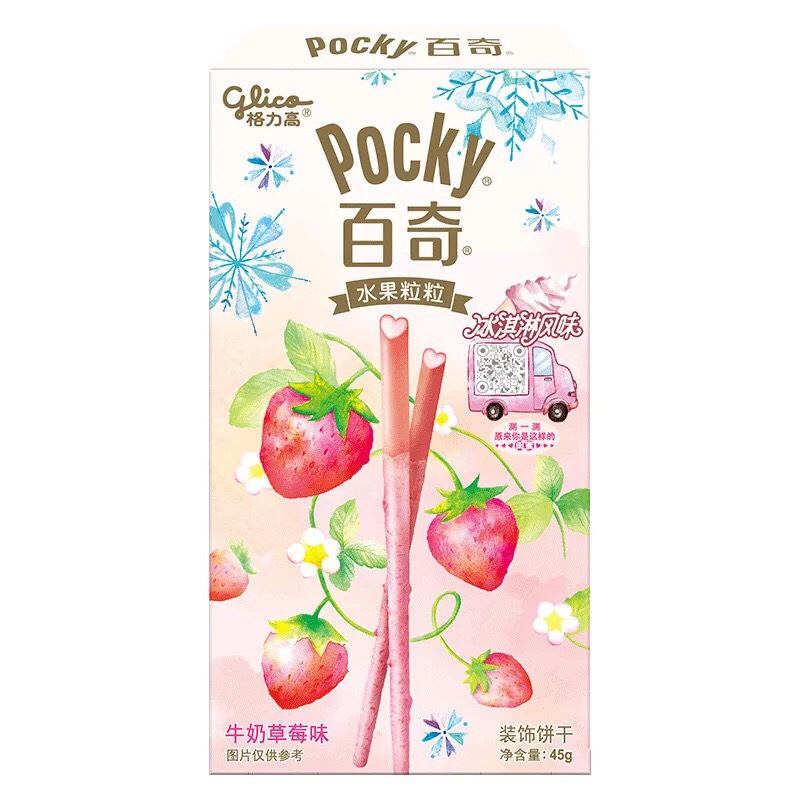 Pocky® 百奇®
Glico®
格力高
Pocky®
百奇®
水果粒粒
冰淇淋风味
测一测
原来你是这样的
牛奶草莓味
图片仅供参考
装饰饼干
净含量：45g